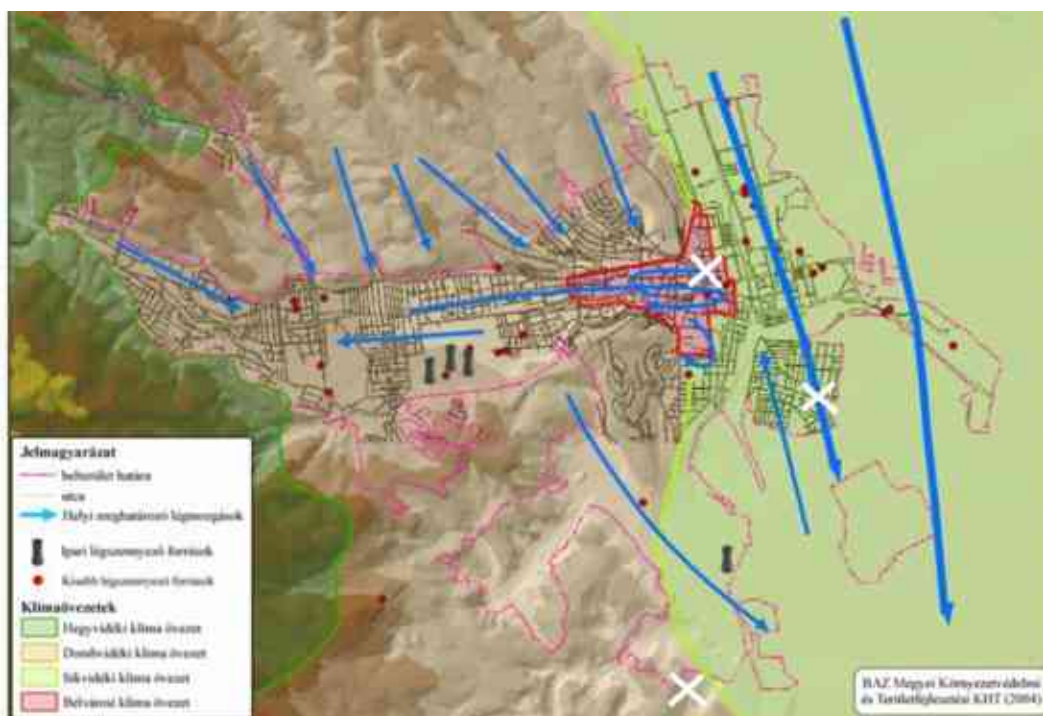 Jelmagyarázat
belterület határa
utca
Helyi meghatározó légmozgások
Ipari légszennyező források
Kisebb légszennyező források
Klímaövezetek
Hegyvidéki klíma övezet
Dombvidéki klíma övezet
Síkvidéki klíma övezet
Belvárosi klíma övezet
BAZ Megyei Környezetvédelmi
és Területfejlesztési KHT (2004)